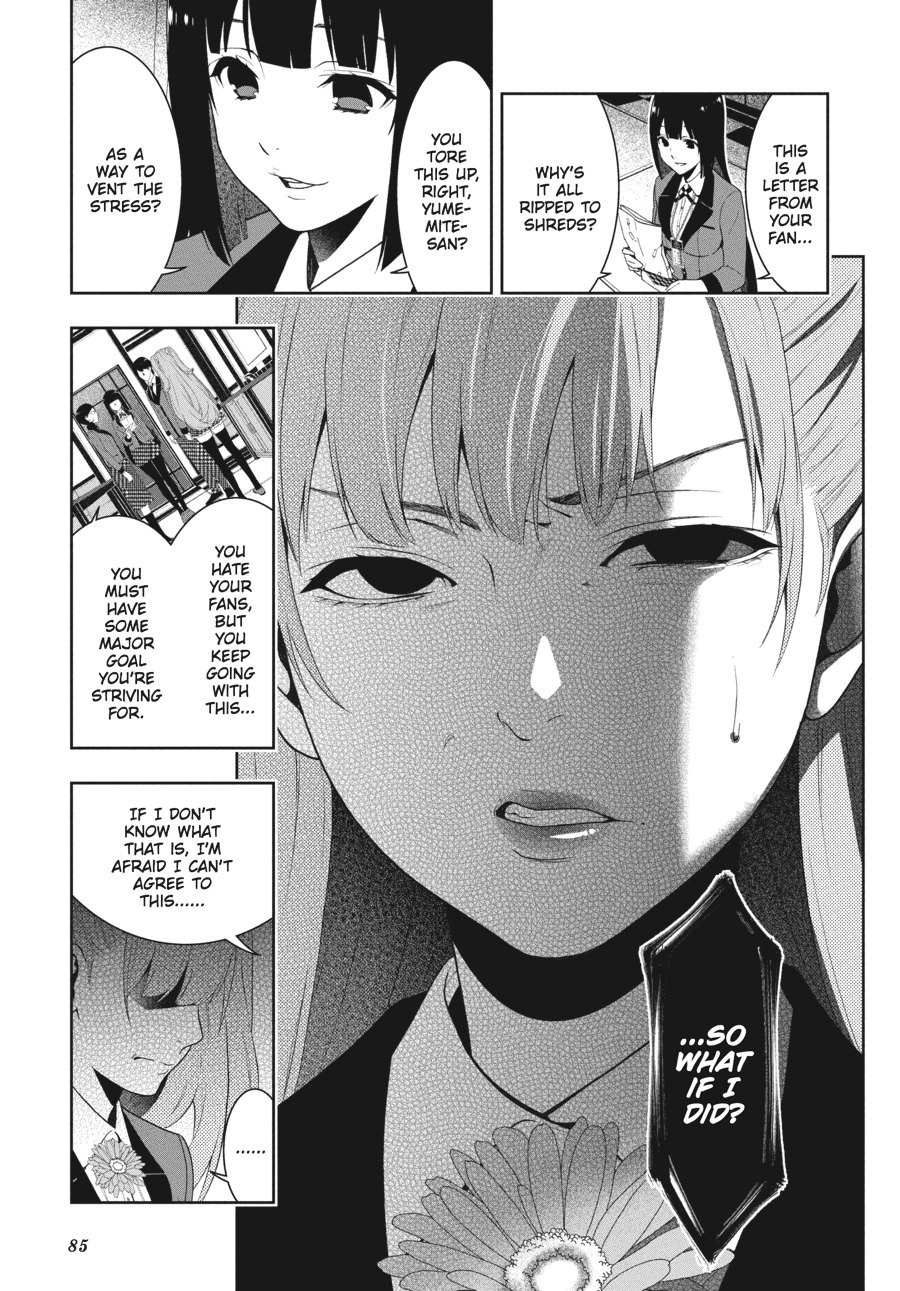 THIS
IS A
LETTER
FROM
YOUR
FAN...
WHY'S
IT ALL
RIPPED TO
SHREDS?
YOU
TORE
THIS UP,
RIGHT,
YUME-
MITE-
SAN?
AS A
WAY TO
VENT THE
STRESS?
...SO
WHAT
IF I
DID?
YOU
HATE
YOUR
FANS,
BUT
YOU
KEEP
GOING
WITH
THIS...
YOU
MUST
HAVE
SOME
MAJOR
GOAL
YOU'RE
STRIVING
FOR.
IF I DON'T
KNOW WHAT
THAT IS, I'M
AFRAID I CAN'T
AGREE TO
THIS......
......
85